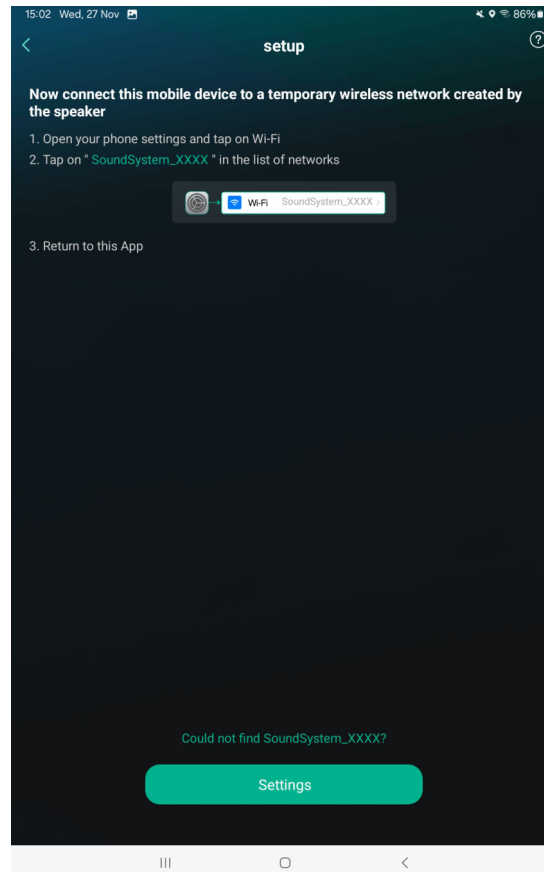 15:02 Wed, 27 Nov 86%
setup
?
Now connect this mobile device to a temporary wireless network created by
the speaker
1. Open your phone settings and tap on Wi-Fi
2. Tap on " SoundSystem_XXXX " in the list of networks
Wi-Fi SoundSystem_XXXX
3. Return to this App
Could not find SoundSystem_XXXX?
Settings